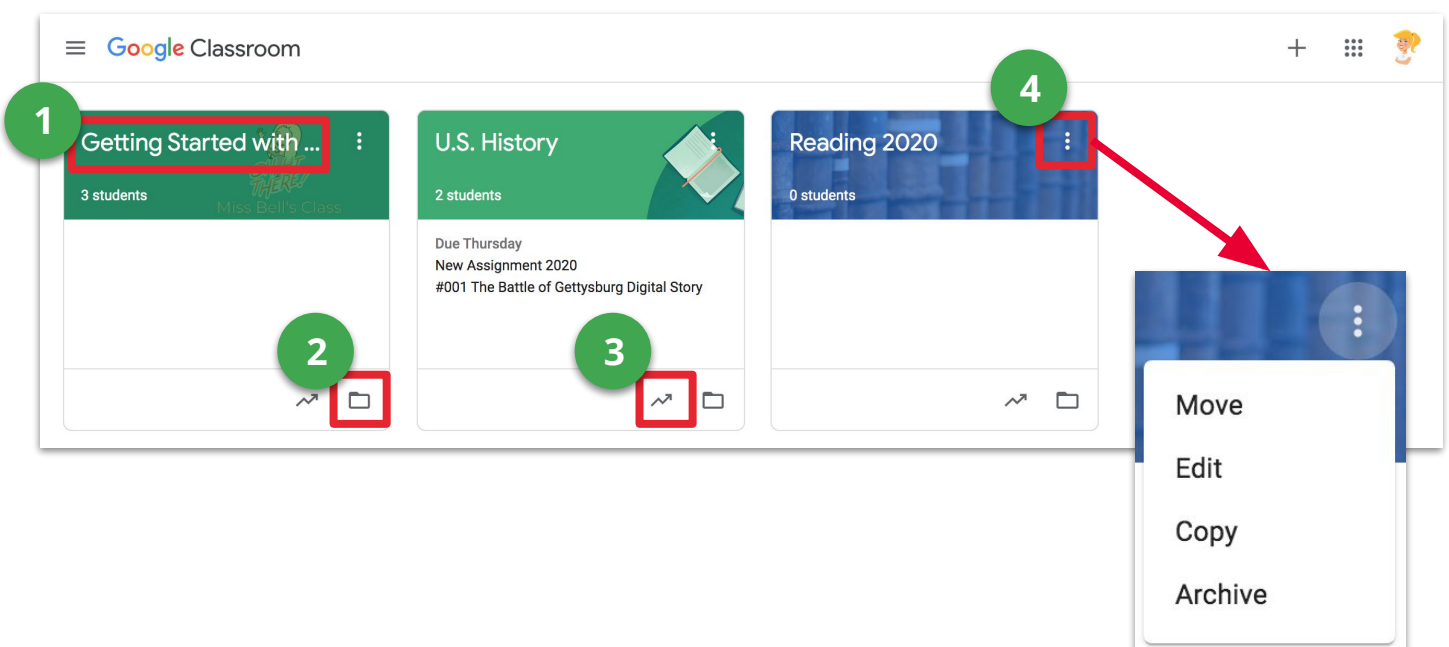 Google Classroom
1
Getting Started with ...
3 students
THERE!
Miss Bell's Class
U.S. History
2 students
Due Thursday
New Assignment 2020
#001 The Battle of Gettysburg Digital Story
4
Reading 2020
0 students
2
3
Move
Edit
Copy
Archive